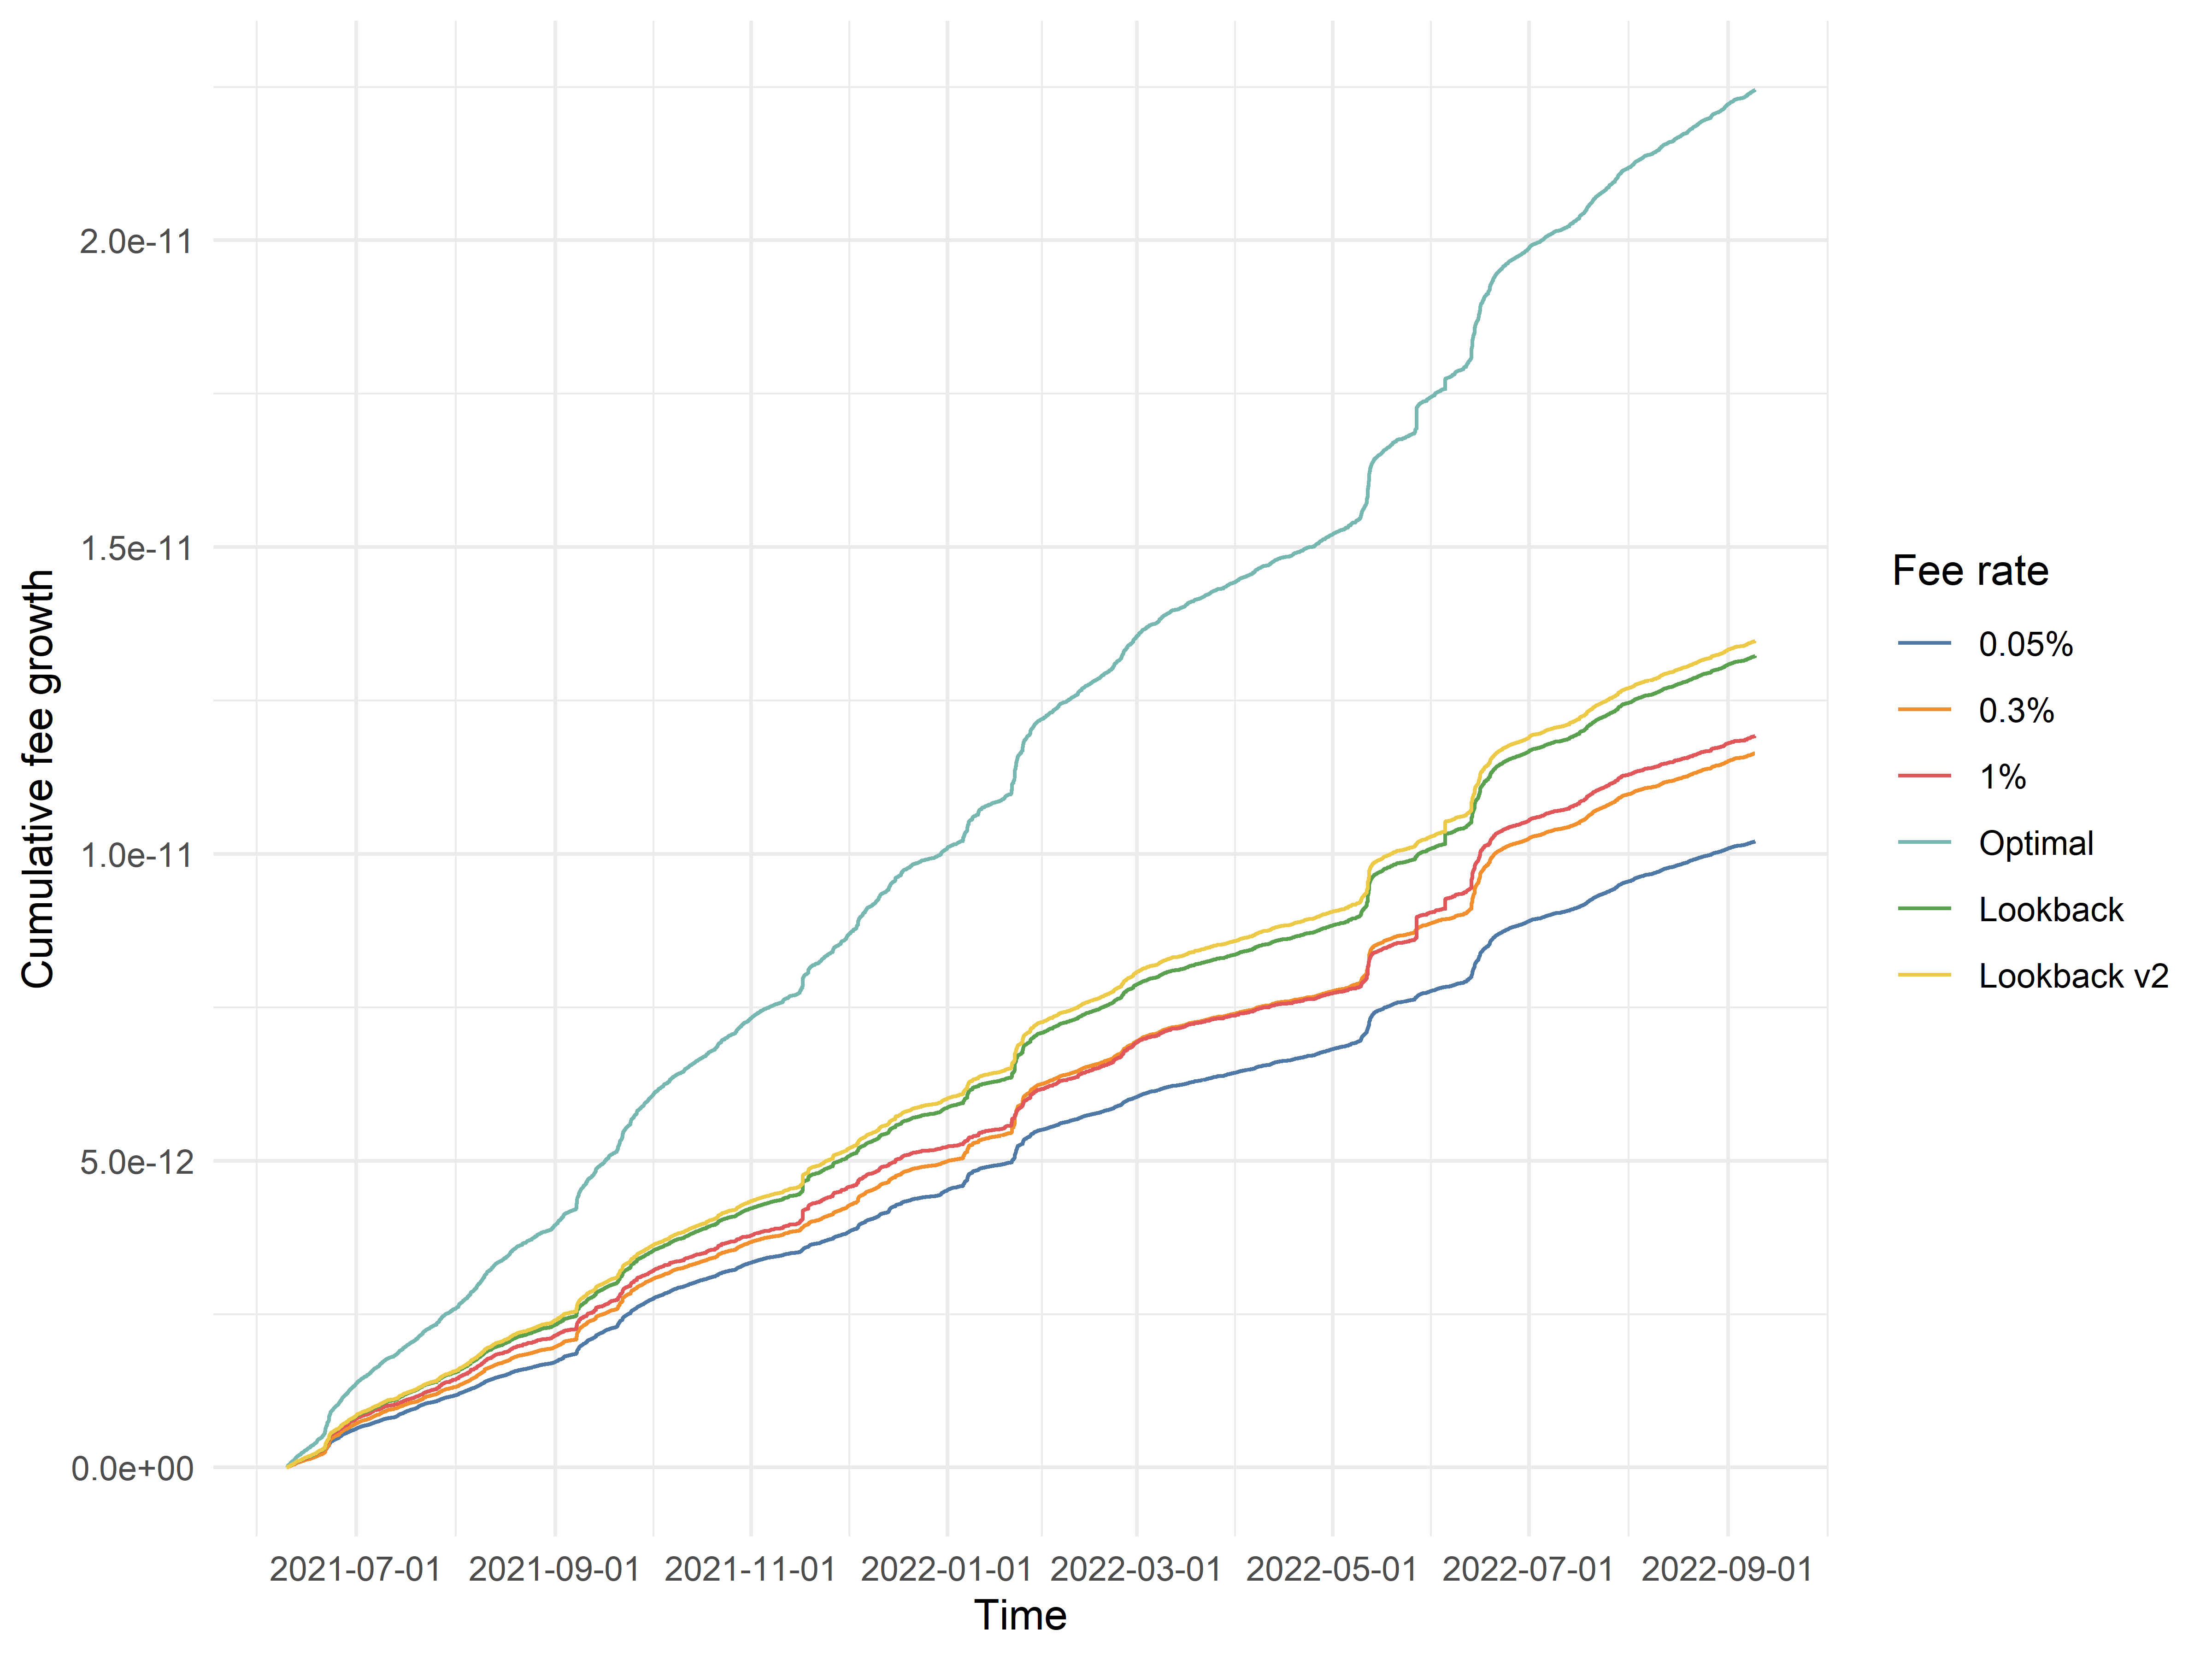 Cumulative fee growth
2.0e-11
1.5e-11
1.0e-11
5.0e-12
0.0e+00
2021-07-01 2021-09-01 2021-11-01 2022-01-01 2022-03-01 2022-05-01 2022-07-01 2022-09-01
Time
Fee rate
0.05%
0.3%
1%
Optimal
Lookback
Lookback v2